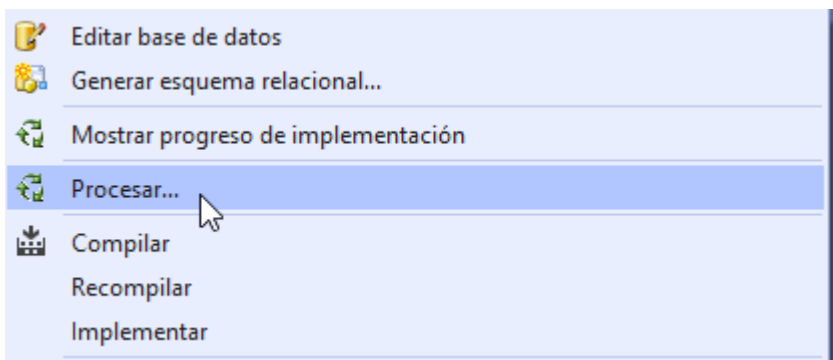 Editar base de datos
Generar esquema relacional...
Mostrar progreso de implementación
Procesar...
Compilar
Recompilar
Implementar